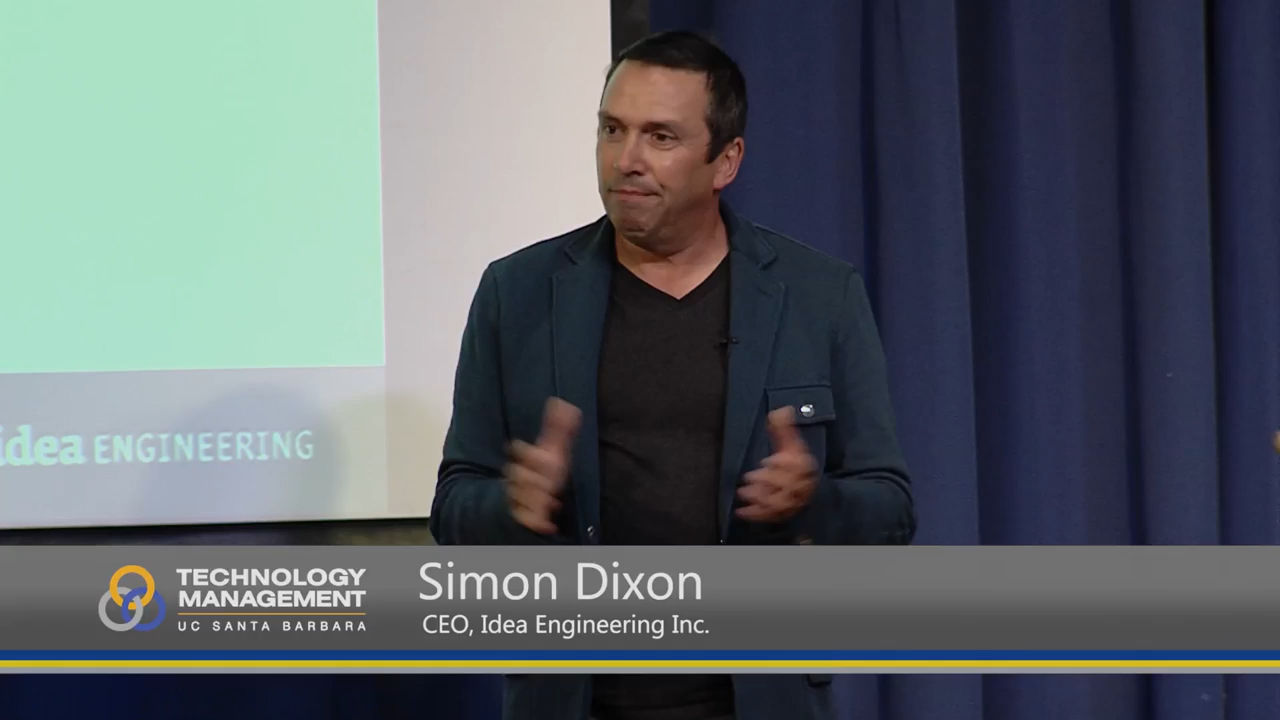 idea ENGINEERING
TECHNOLOGY
MANAGEMENT
UC SANTA BARBARA
Simon Dixon
CEO, Idea Engineering Inc.